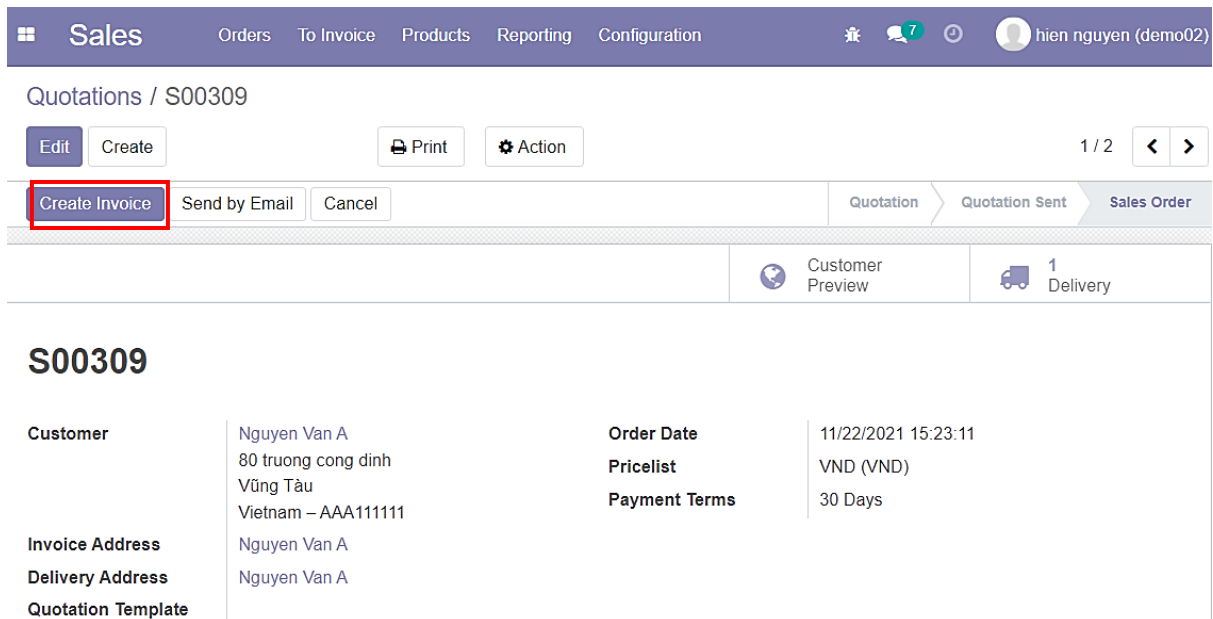 Sales Orders To Invoice Products Reporting Configuration 7 hien nguyen (demo02)
Quotations / S00309
Edit Create Print Action 1 / 2
Create Invoice Send by Email Cancel Quotation Quotation Sent Sales Order
Customer Preview
1 Delivery
S00309
Customer
Nguyen Van A
80 truong cong dinh
Vũng Tàu
Vietnam – AAA111111
Invoice Address Nguyen Van A
Delivery Address Nguyen Van A
Quotation Template
Order Date 11/22/2021 15:23:11
Pricelist VND (VND)
Payment Terms 30 Days